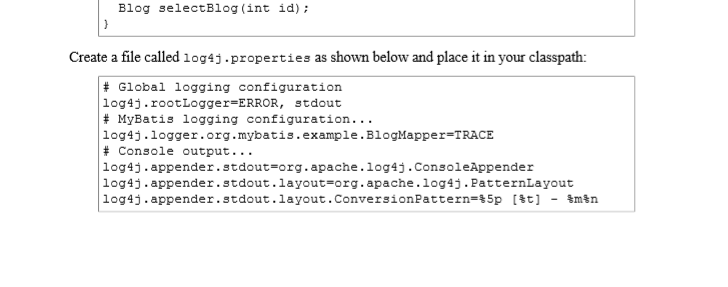 Blog selectBlog(int id);
}
Create a file called log4j.properties as shown below and place it in your classpath:
# Global logging configuration
log4j.rootLogger=ERROR, stdout
# MyBatis logging configuration...
log4j.logger.org.mybatis.example.BlogMapper=TRACE
# Console output...
log4j.appender.stdout=org.apache.log4j.ConsoleAppender
log4j.appender.stdout.layout=org.apache.log4j.PatternLayout
log4j.appender.stdout.layout.ConversionPattern=%5p [%t] - %m%n